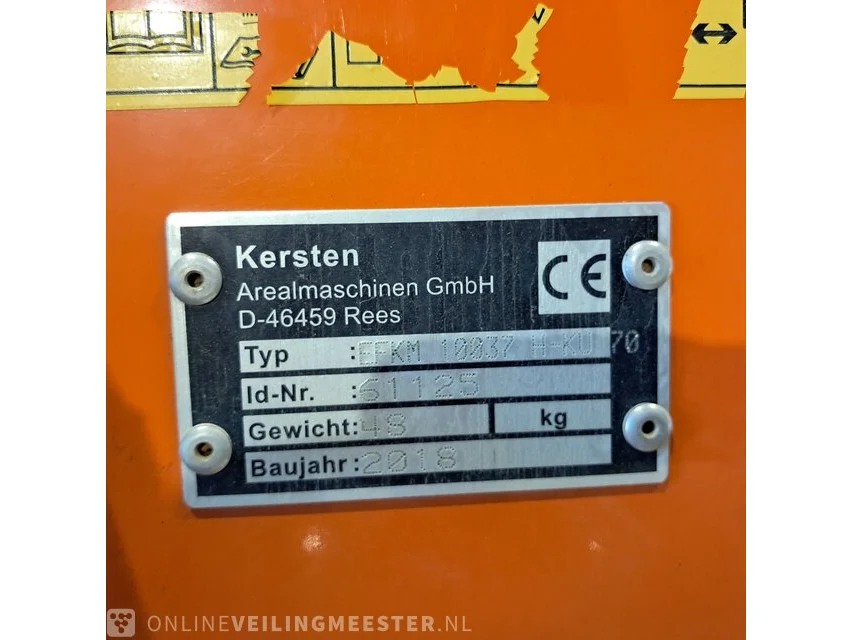 Kersten
Arealmaschinen GmbH
D-46459 Rees
CE
Typ : EFKM 10037 H-KU 70
Id-Nr. : 61125
Gewicht: 48 kg
Baujahr : 2018
ONLINEVEILINGMEESTER.NL